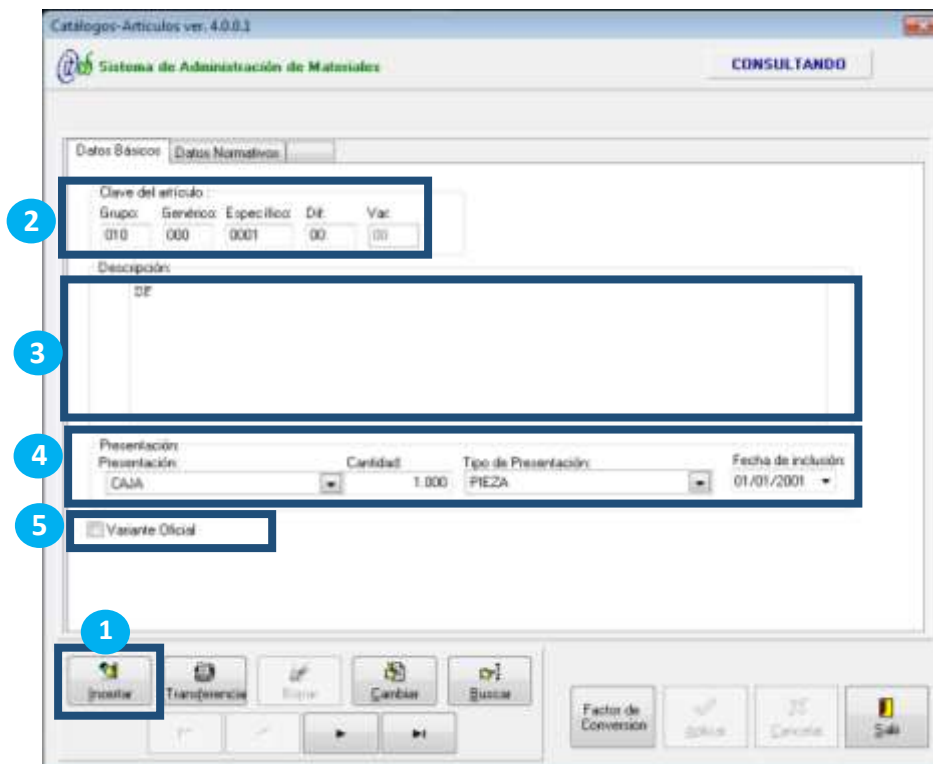 Catálogos-Artículos ver. 4.0.0.1
Sistema de Administración de Materiales
CONSULTANDO
Datos Básicos Datos Normativos
2
Clave del artículo :
Grupo: Genérico: Específico: Dif: Var:
010 000 0001 00 00
Descripción:
DE
3
4
Presentación:
Presentación: Cantidad: Tipo de Presentación: Fecha de inclusión:
CAJA 1.000 PIEZA 01/01/2001
5
Variante Oficial
1
Insertar Transferencia Borrar Cambiar Buscar
Factor de
Conversion Aplicar Cancelar Salir